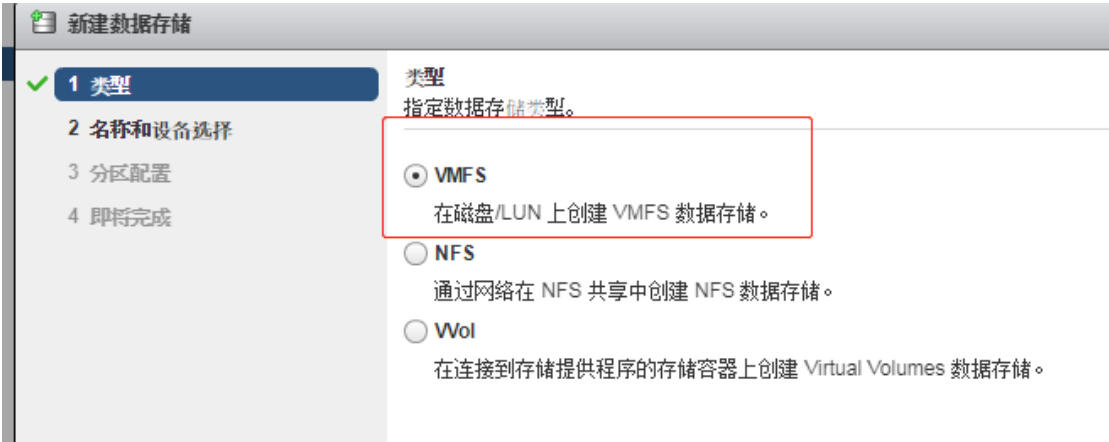 新建数据存储
1 类型
2 名称和设备选择
3 分区配置
4 即将完成
类型
指定数据存储类型。
VMFS
在磁盘/LUN 上创建 VMFS 数据存储。
NFS
通过网络在 NFS 共享中创建 NFS 数据存储。
VVol
在连接到存储提供程序的存储容器上创建 Virtual Volumes 数据存储。